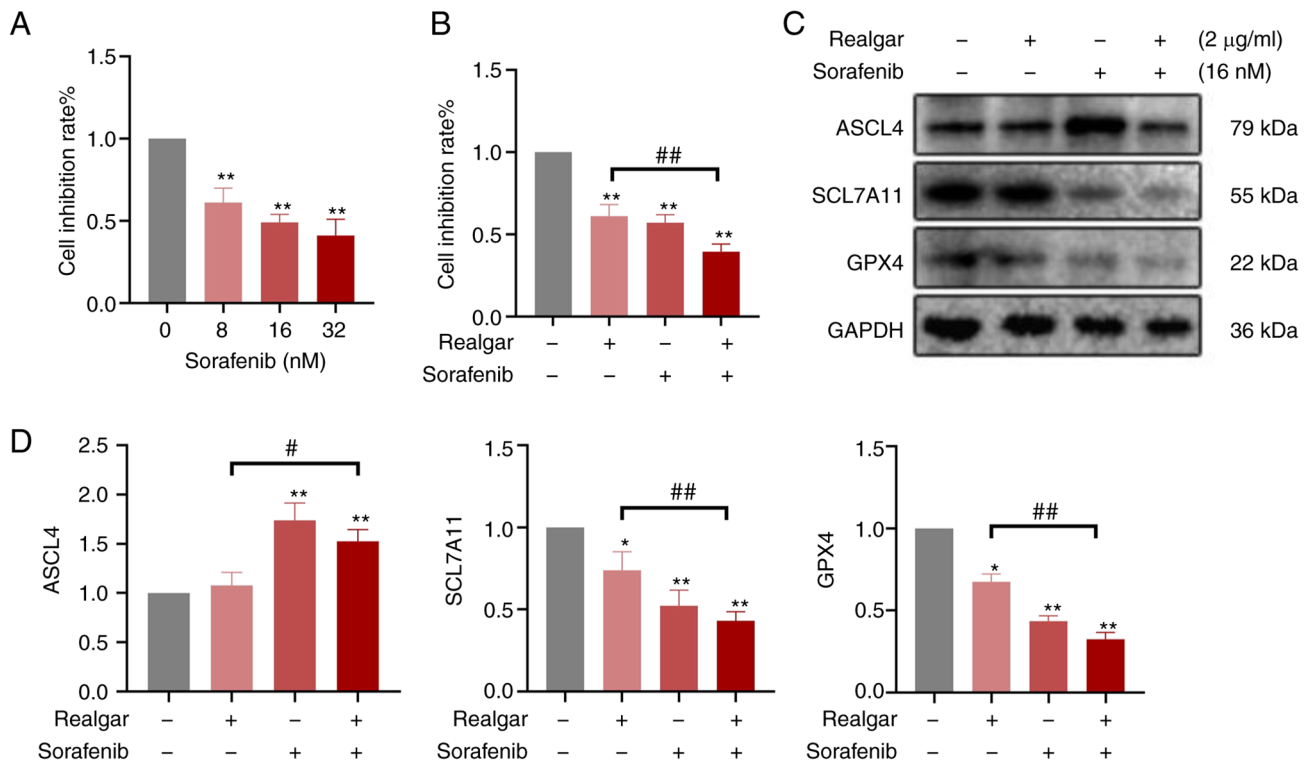 A
Cell inhibition rate%
1.5
1.0
0.5
0.0
**
**
**
0 8 16 32
Sorafenib (nM)
B
Cell inhibition rate%
1.5
1.0
0.5
0.0
##
**
**
**
Realgar – + – +
Sorafenib – – + +
C
Realgar – + – + (2 μg/ml)
Sorafenib – – + + (16 nM)
ASCL4 79 kDa
SCL7A11 55 kDa
GPX4 22 kDa
GAPDH 36 kDa
D
ASCL4
2.5
2.0
1.5
1.0
0.5
0.0
#
**
**
Realgar – + – +
Sorafenib – – + +
SCL7A11
1.5
1.0
0.5
0.0
##
*
**
**
Realgar – + – +
Sorafenib – – + +
GPX4
1.5
1.0
0.5
0.0
##
*
**
**
Realgar – + – +
Sorafenib – – + +